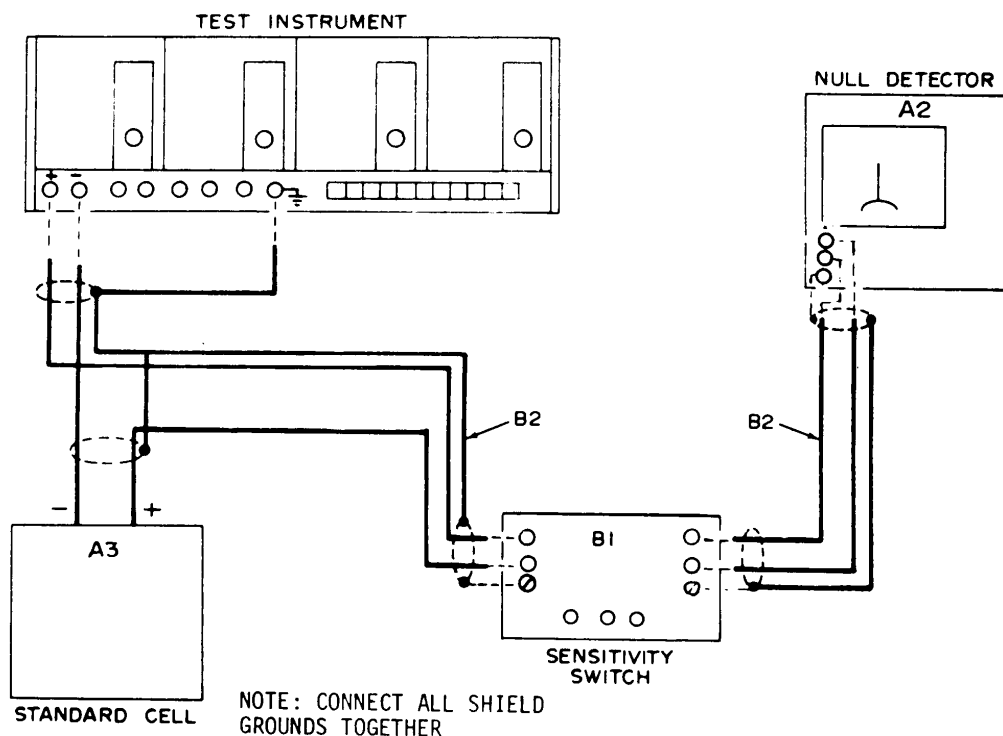 TEST INSTRUMENT
NULL DETECTOR
A2
+ -
B2
B2
- +
A3
B1
SENSITIVITY
SWITCH
STANDARD CELL
NOTE: CONNECT ALL SHIELD
GROUNDS TOGETHER